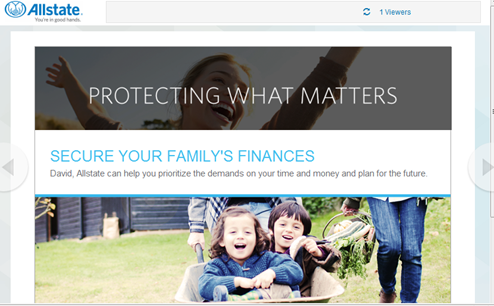 Allstate.
You're in good hands.
1 Viewers
PROTECTING WHAT MATTERS
SECURE YOUR FAMILY'S FINANCES
David, Allstate can help you prioritize the demands on your time and money and plan for the future.